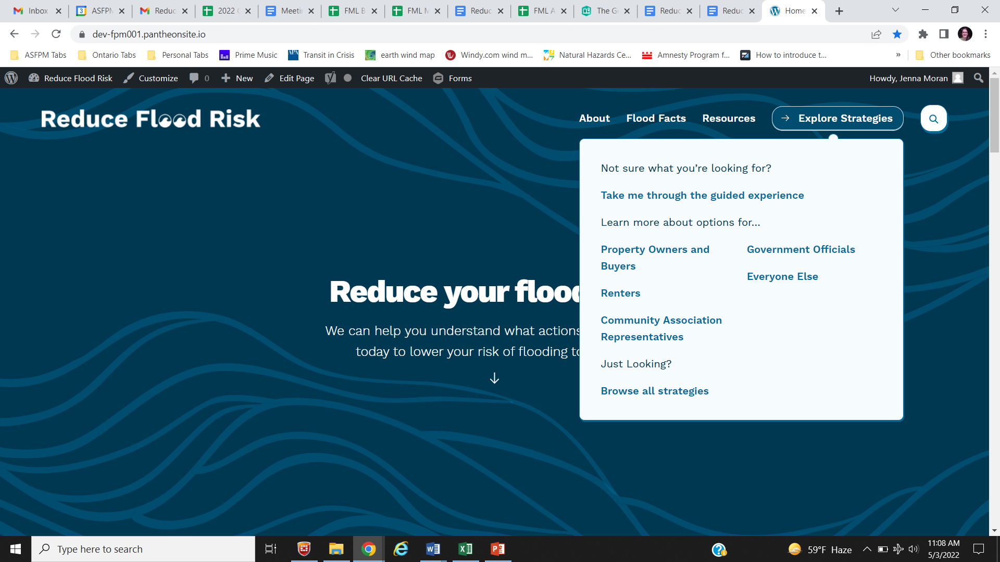 Inbox
ASFPM
Reduc
2022
Meetin
FML B
FML M
Reduc
FML A
The G
Reduc
Reduc
Home
dev-fpm001.pantheonsite.io
ASFPM Tabs
Ontario Tabs
Personal Tabs
Prime Music
Transit in Crisis
earth wind map
Windy.com wind m...
Natural Hazards Ce...
Amnesty Program f...
How to introduce t...
»
Other bookmarks
Reduce Flood Risk
Customize
0
New
Edit Page
Clear URL Cache
Forms
Howdy, Jenna Moran
Reduce Flood Risk
About
Flood Facts
Resources
→ Explore Strategies
Not sure what you’re looking for?
Take me through the guided experience
Learn more about options for...
Property Owners and
Buyers
Government Officials
Everyone Else
Renters
Community Association
Representatives
Just Looking?
Browse all strategies
Reduce your flood
We can help you understand what actions
today to lower your risk of flooding to
Type here to search
59°F Haze
11:08 AM
5/3/2022